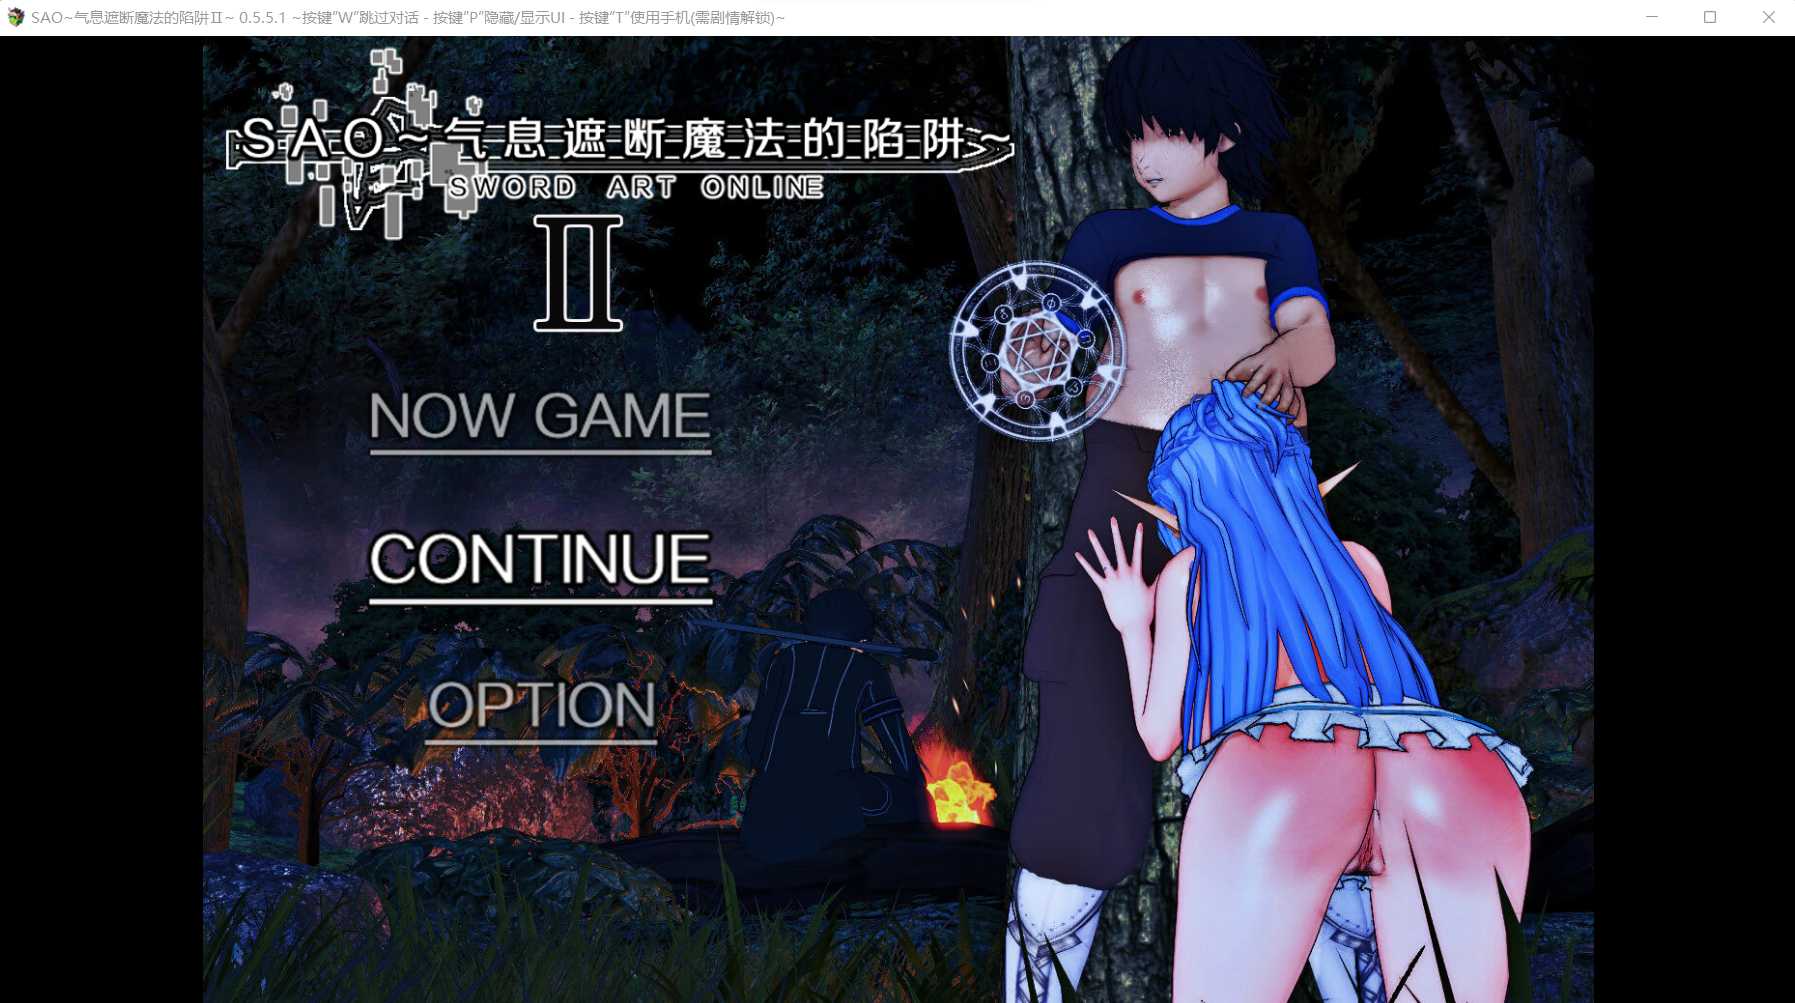 SAO~气息遮断魔法的陷阱Ⅱ~ 0.5.5.1 ~按键"W"跳过对话 - 按键"P"隐藏/显示UI - 按键"T"使用手机(需剧情解锁)~
SAO~气息遮断魔法的陷阱~
SWORD ART ONLINE
Ⅱ
NOW GAME
CONTINUE
OPTION